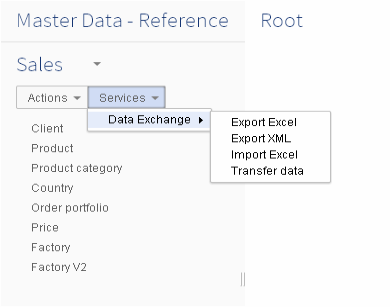 Master Data - Reference
Root
Sales
Actions
Services
Data Exchange
Export Excel
Export XML
Import Excel
Transfer data
Client
Product
Product category
Country
Order portfolio
Price
Factory
Factory V2